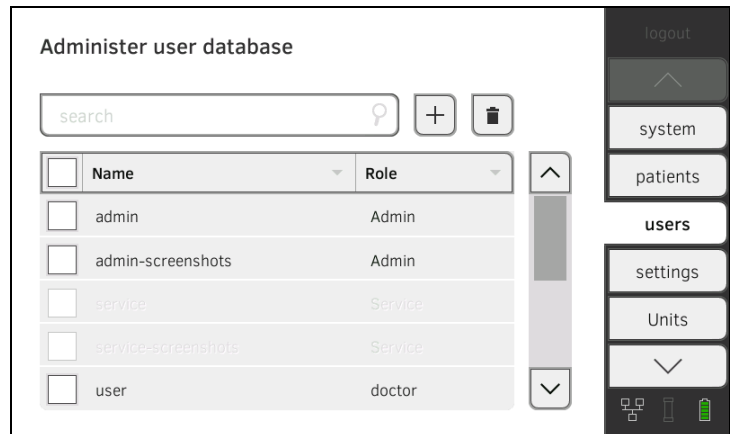 Administer user database
logout
search
system
Name Role
patients
admin Admin
users
admin-screenshots Admin
settings
service Service
Units
service-screenshots Service
user doctor